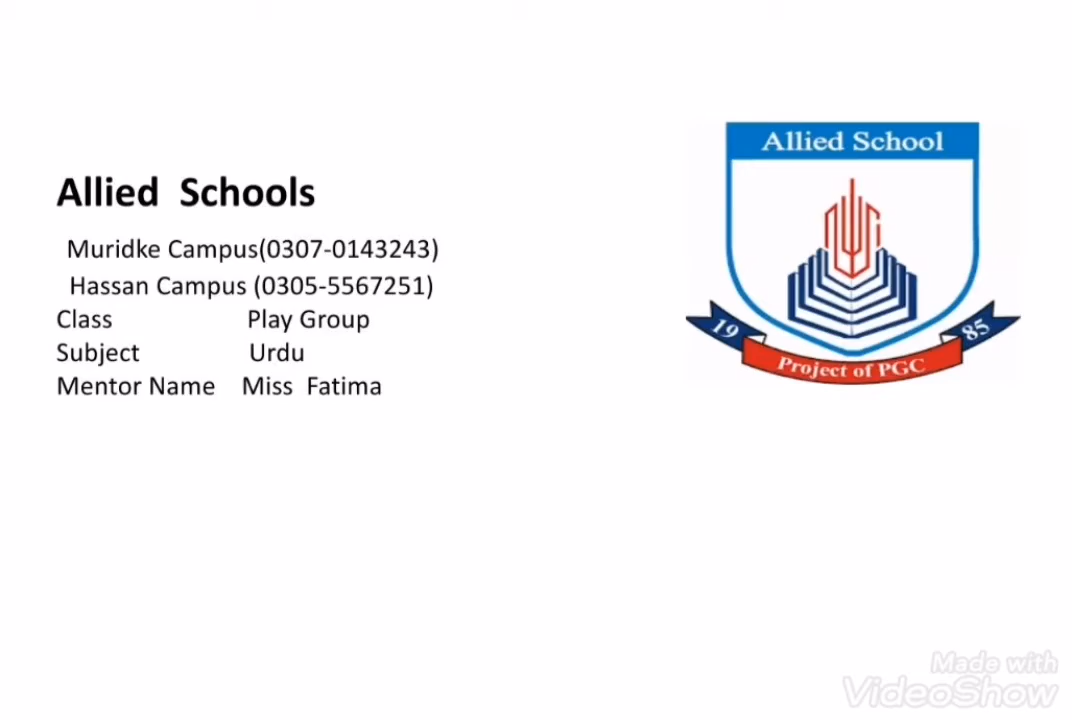 Allied School
Allied Schools
Muridke Campus(0307-0143243)
Hassan Campus (0305-5567251)
Class Play Group
Subject Urdu
Mentor Name Miss Fatima
19 85
Project of PGC
Made with
VideoShow